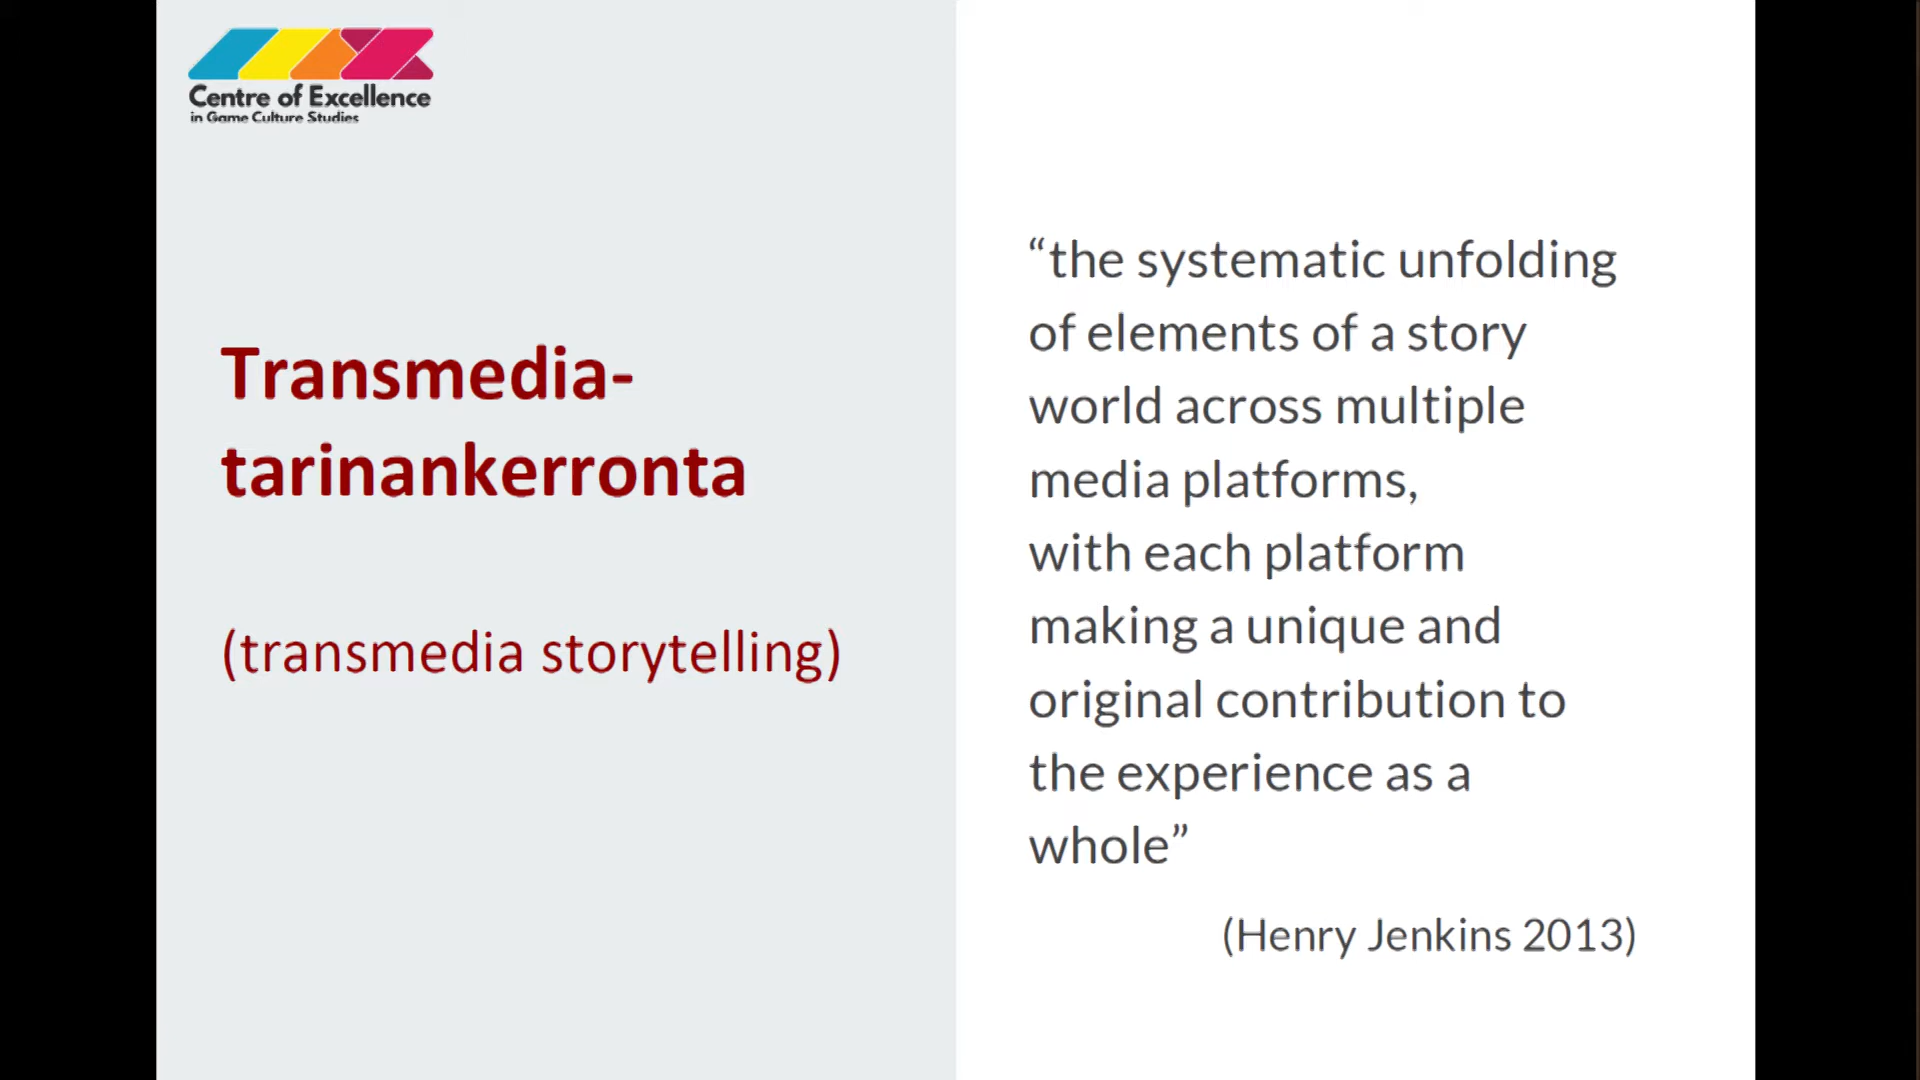 Centre of Excellence
in Game Culture Studies
Transmedia-
tarinankerronta
(transmedia storytelling)
“the systematic unfolding
of elements of a story
world across multiple
media platforms,
with each platform
making a unique and
original contribution to
the experience as a
whole”
(Henry Jenkins 2013)